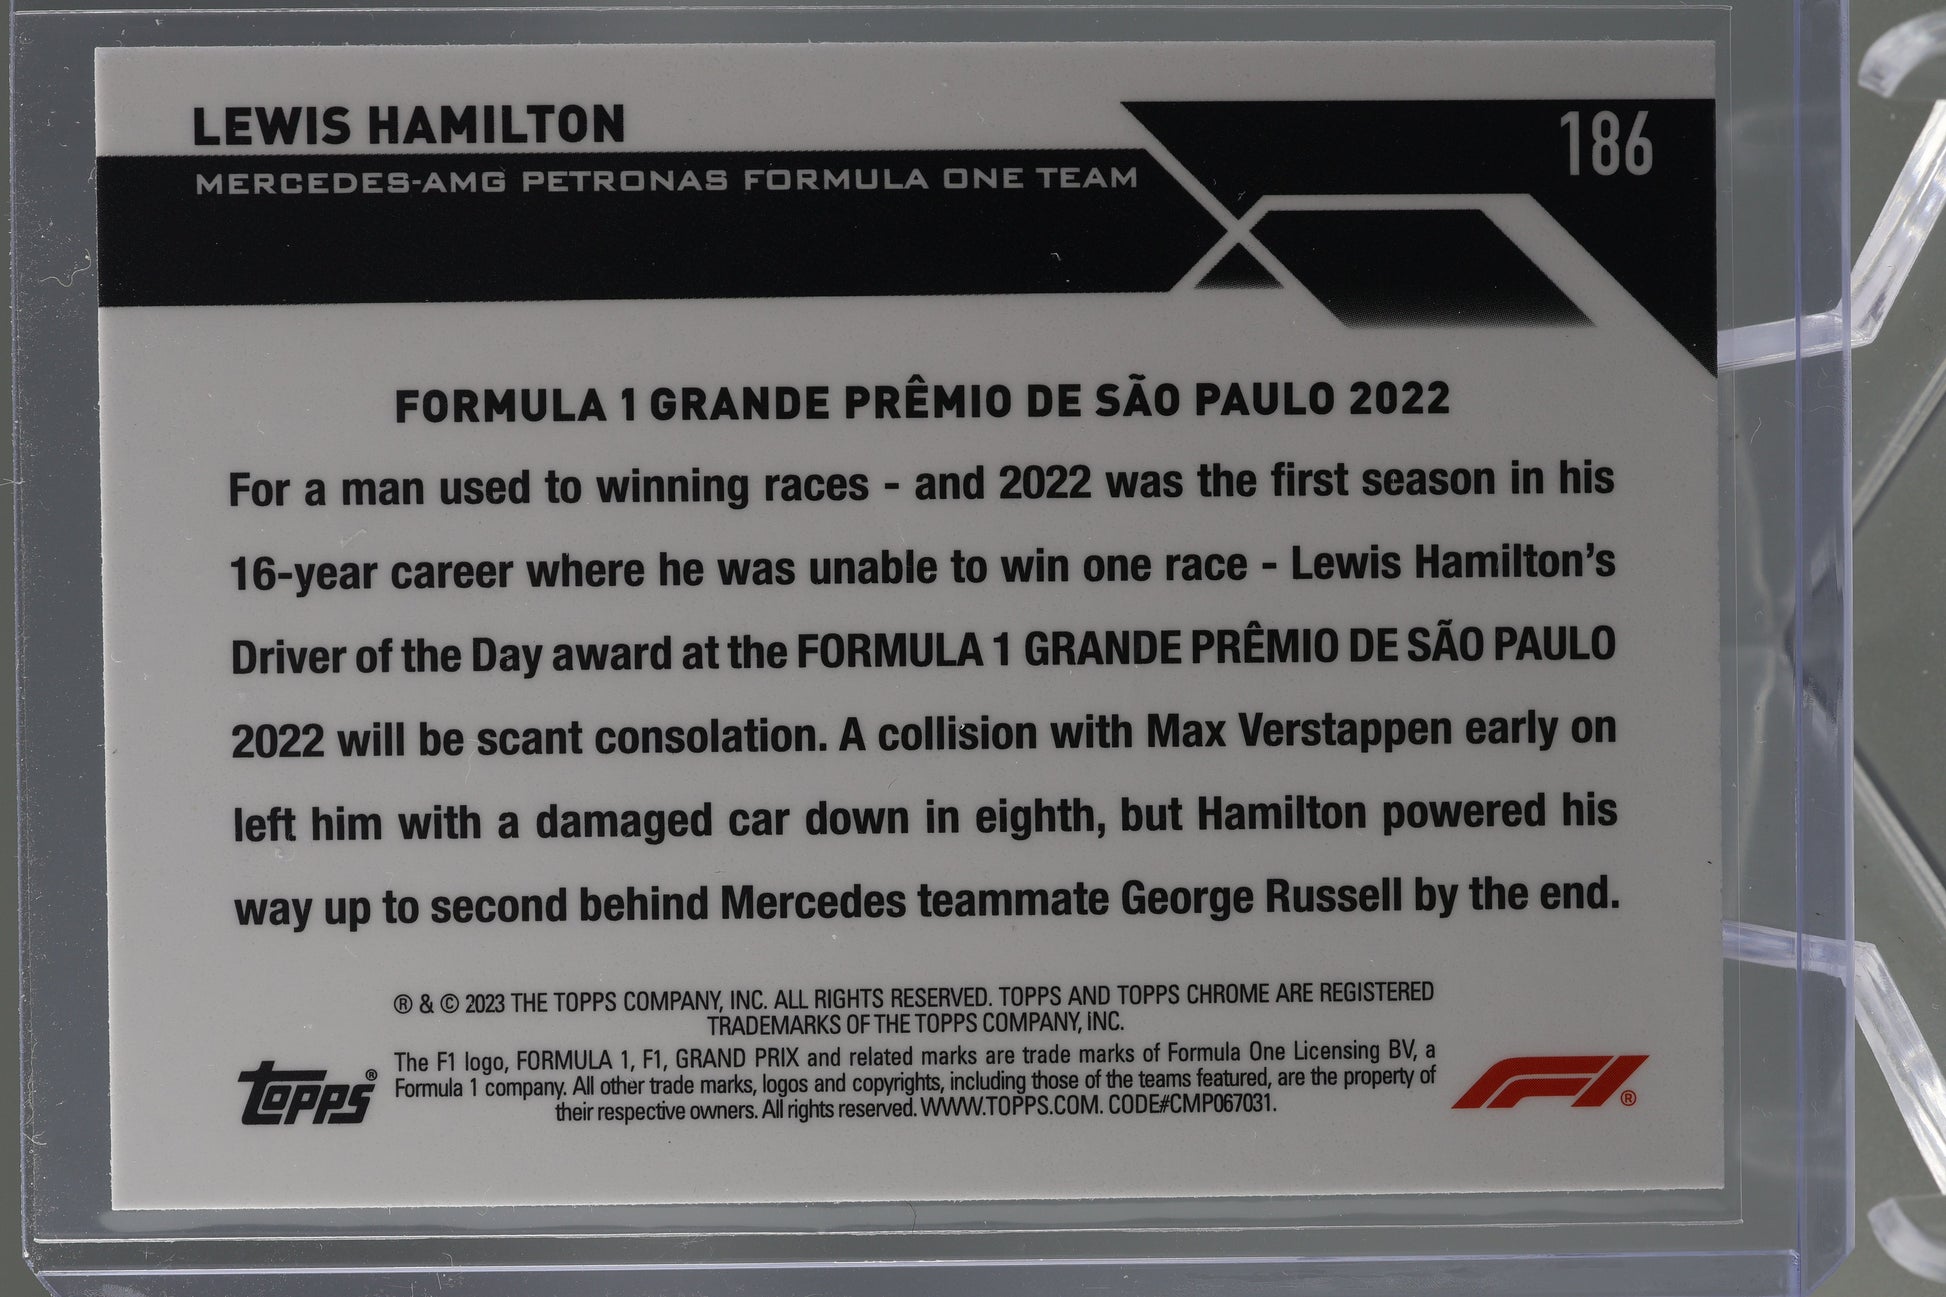 LEWIS HAMILTON
186
MERCEDES-AMG PETRONAS FORMULA ONE TEAM
FORMULA 1 GRANDE PRÊMIO DE SÃO PAULO 2022
For a man used to winning races - and 2022 was the first season in his
16-year career where he was unable to win one race - Lewis Hamilton's
Driver of the Day award at the FORMULA 1 GRANDE PRÊMIO DE SÃO PAULO
2022 will be scant consolation. A collision with Max Verstappen early on
left him with a damaged car down in eighth, but Hamilton powered his
way up to second behind Mercedes teammate George Russell by the end.
® & © 2023 THE TOPPS COMPANY, INC. ALL RIGHTS RESERVED. TOPPS AND TOPPS CHROME ARE REGISTERED
TRADEMARKS OF THE TOPPS COMPANY, INC.
The F1 logo, FORMULA 1, F1, GRAND PRIX and related marks are trade marks of Formula One Licensing BV, a
Formula 1 company. All other trade marks, logos and copyrights, including those of the teams featured, are the property of
their respective owners. All rights reserved. WWW.TOPPS.COM. CODE#CMP067031.
TOPPS®
F1®